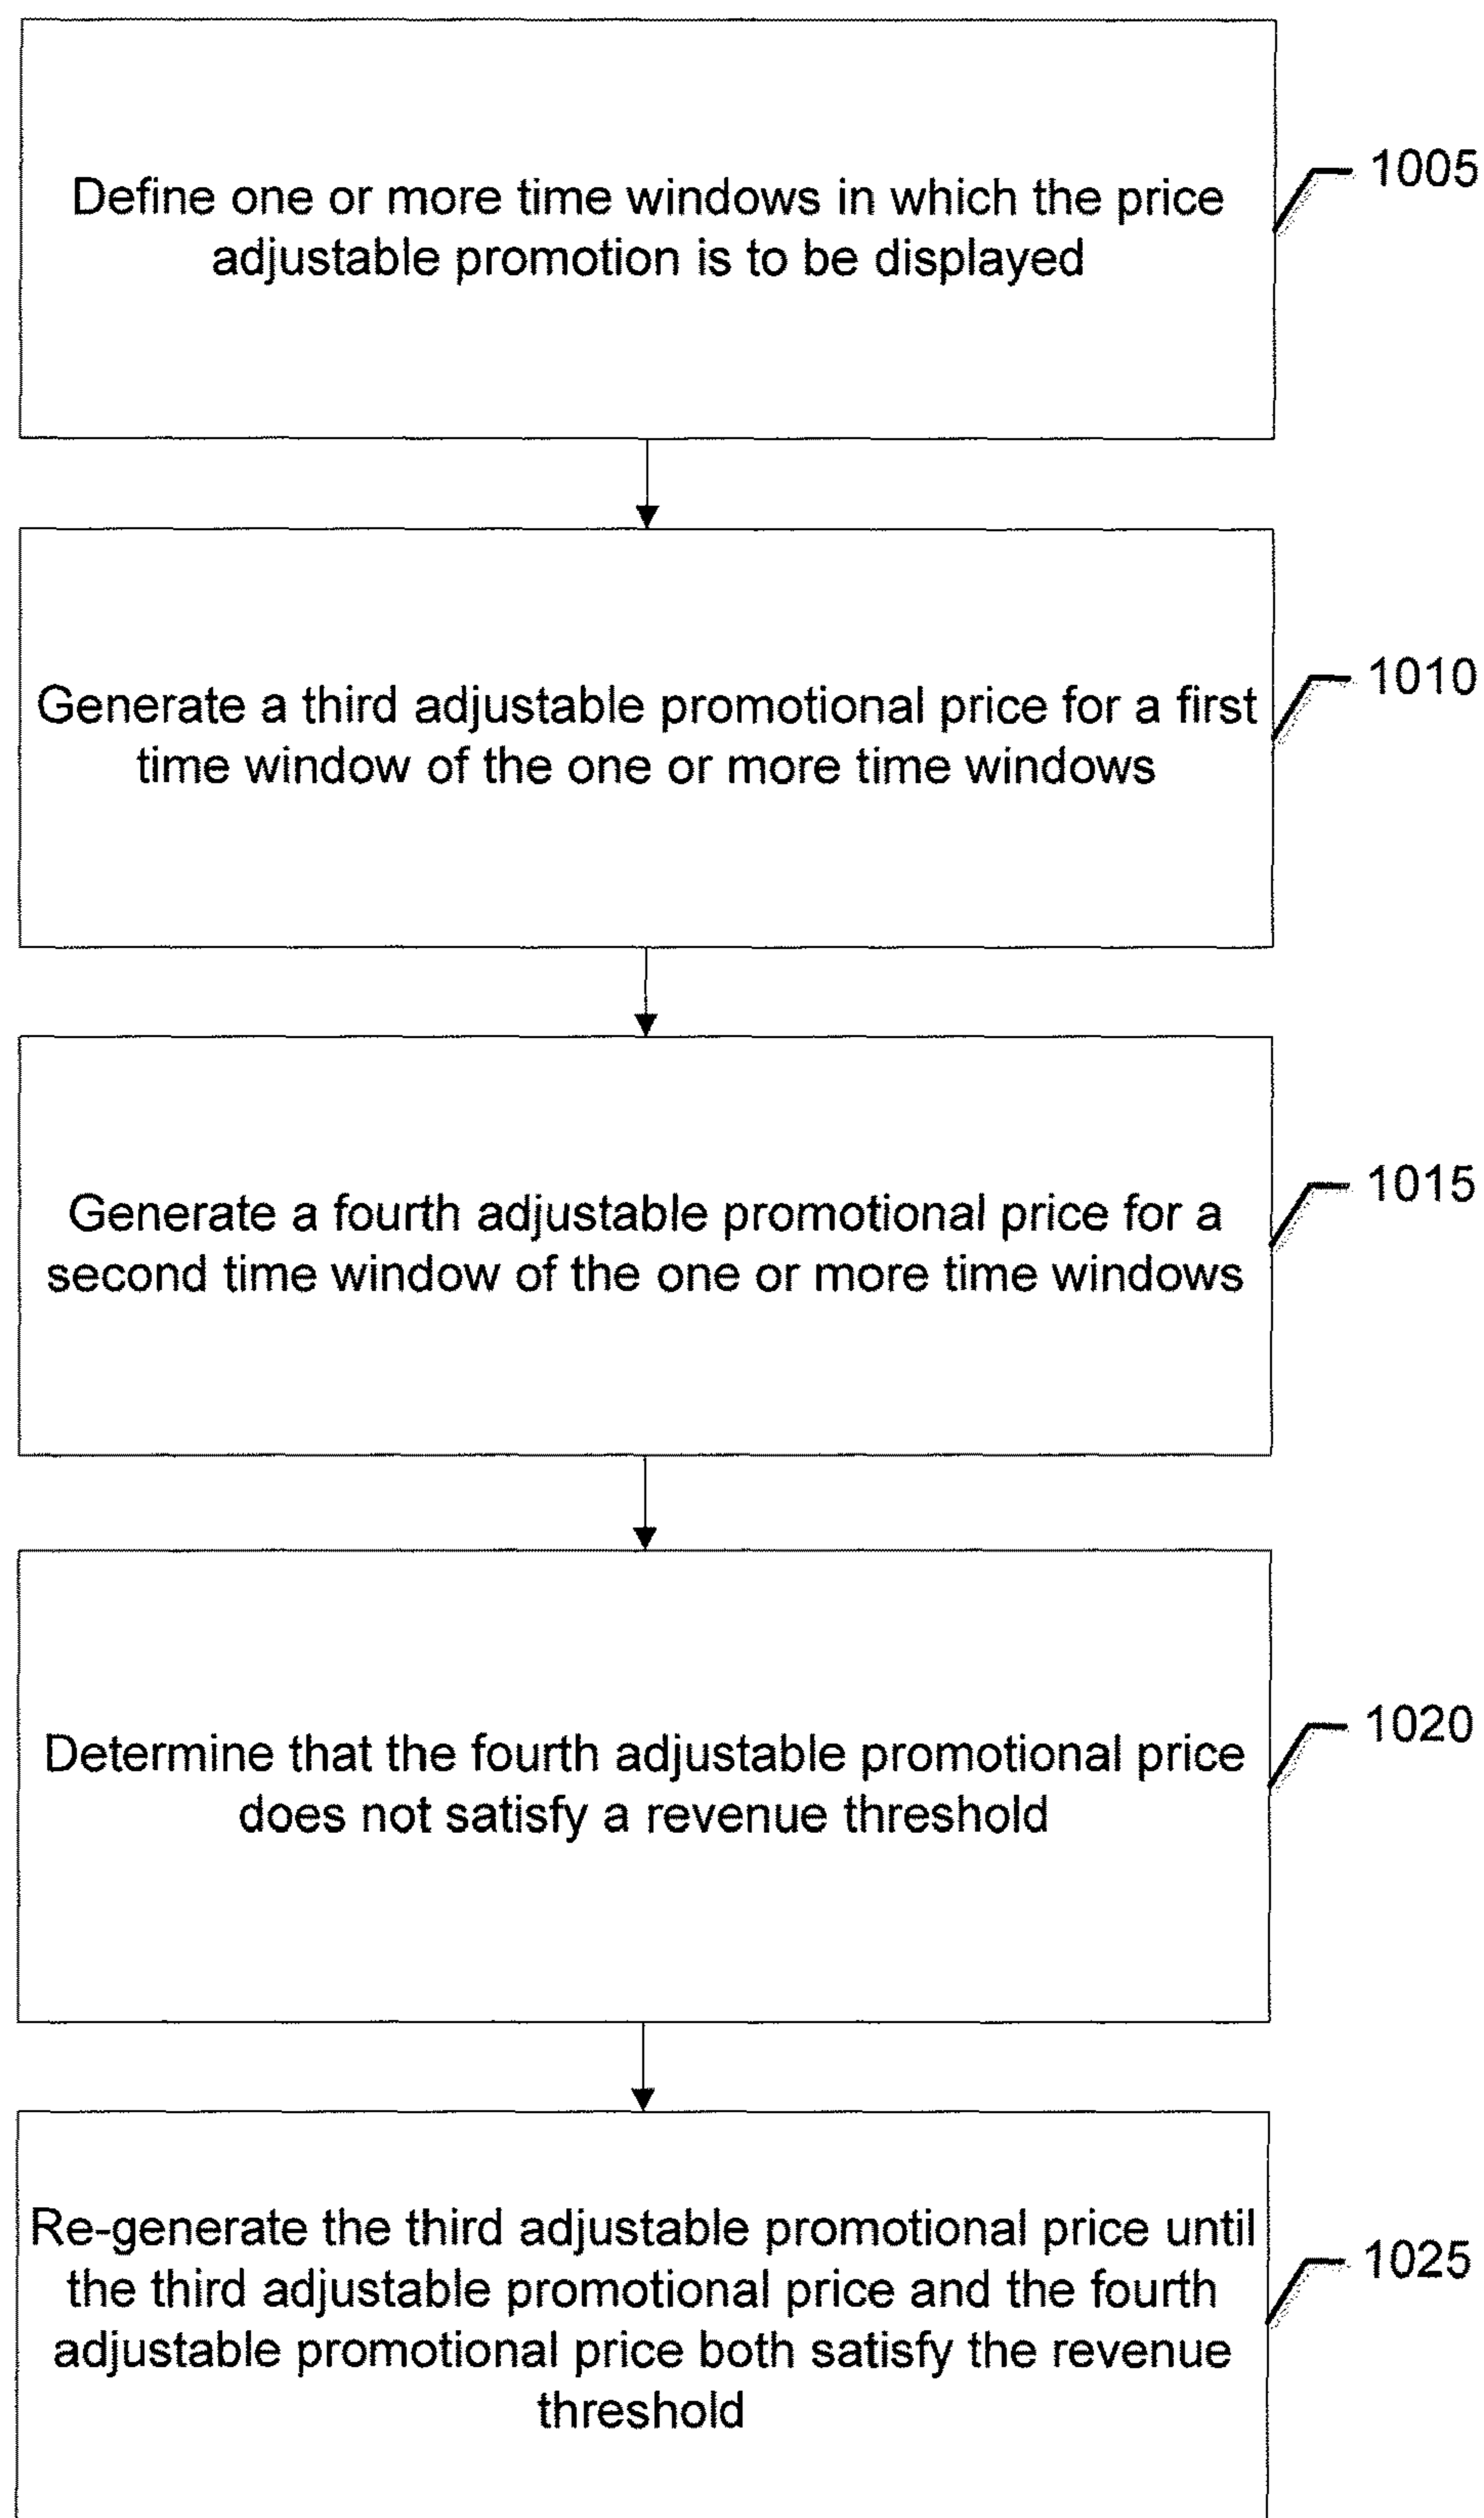 Define one or more time windows in which the price
adjustable promotion is to be displayed
1005
Generate a third adjustable promotional price for a first
time window of the one or more time windows
1010
Generate a fourth adjustable promotional price for a
second time window of the one or more time windows
1015
Determine that the fourth adjustable promotional price
does not satisfy a revenue threshold
1020
Re-generate the third adjustable promotional price until
the third adjustable promotional price and the fourth
adjustable promotional price both satisfy the revenue
threshold
1025